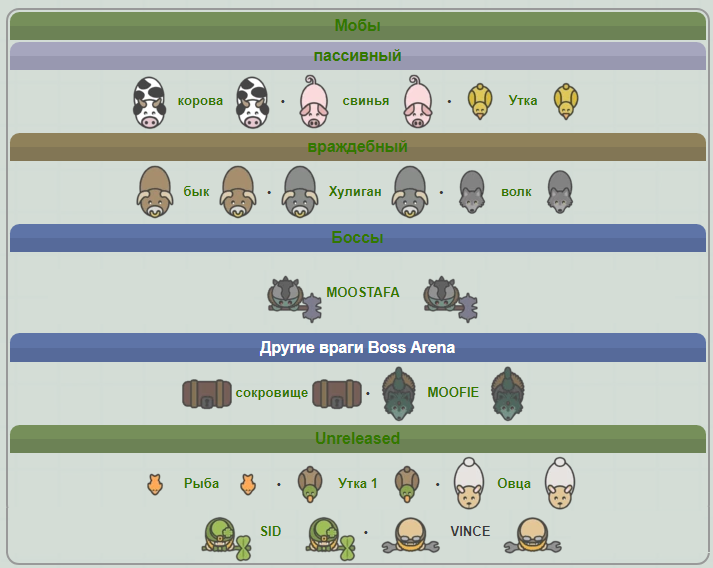 Мобы
пассивный
корова • свинья • Утка
враждебный
бык • Хулиган • волк
Боссы
MOOSTAFA
Другие враги Boss Arena
сокровище • MOOFIE
Unreleased
Рыба • Утка 1 • Овца
SID • VINCE